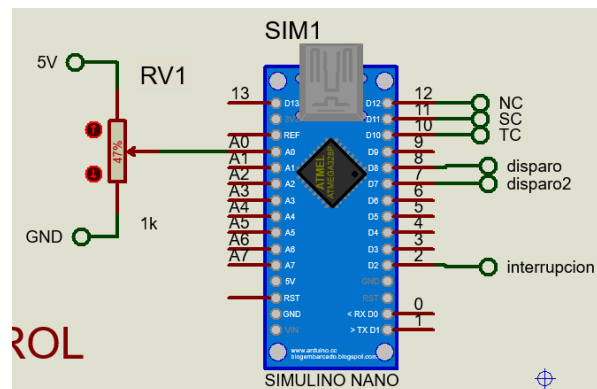 SIM1
5V
RV1
47%
1k
GND
ROL
13
A0
A1
A2
A3
A4
A5
A6
A7
D13
3V3
REF
A0
A1
A2
A3
A4
A5
A6
A7
5V
RST
GND
VIN
ATMEL
ATMEGA328P
D12
D11
D10
D9
D8
D7
D6
D5
D4
D3
D2
GND
RST
< RX D0
> TX D1
12
11
10
9
8
7
6
5
4
3
2
0
1
NC
SC
TC
disparo
disparo2
interrupcion
www.arduino.cc
blogembarcado.blogspot.com
SIMULINO NANO